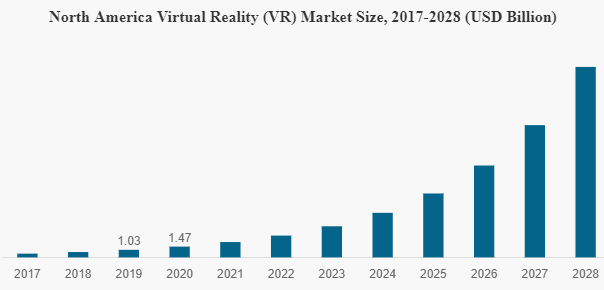 North America Virtual Reality (VR) Market Size, 2017-2028 (USD Billion)
1.03 1.47
2017 2018 2019 2020 2021 2022 2023 2024 2025 2026 2027 2028